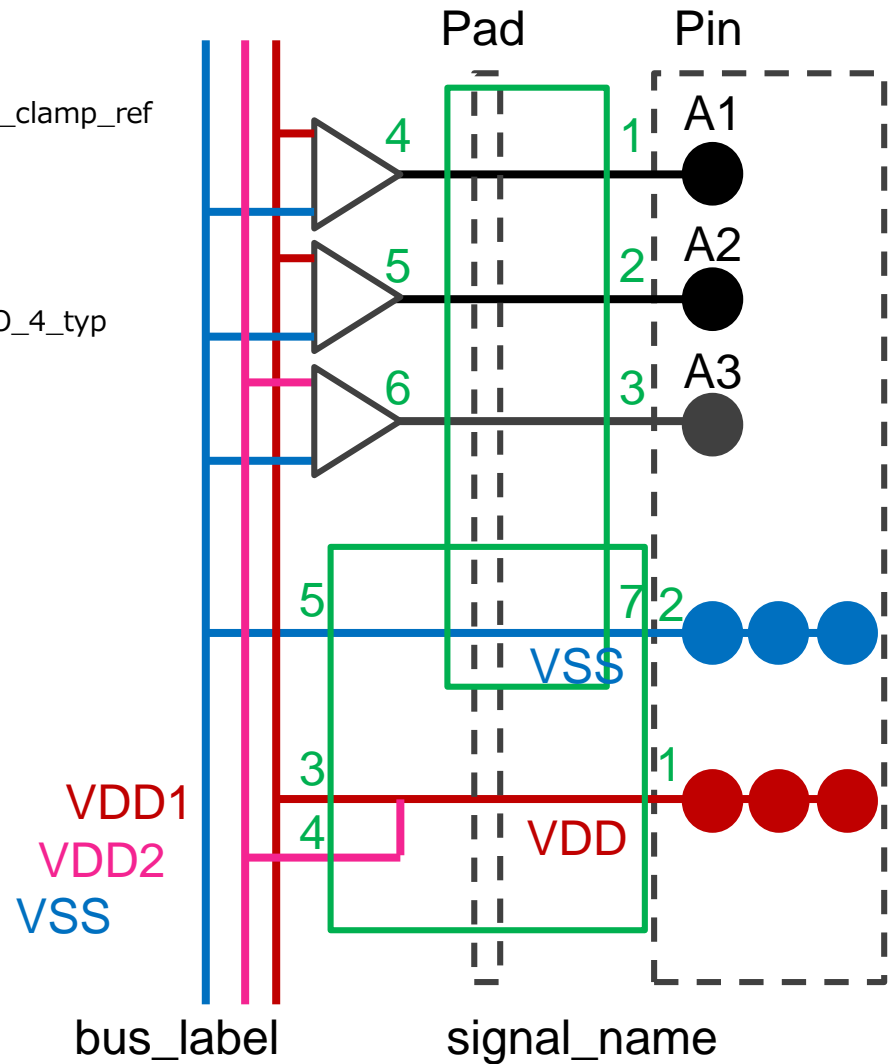 Pad Pin
_clamp_ref
A1
4 1
A2
5 2
_4_typ
A3
6 3
5 7 2
VSS
3 1
VDD1
4 VDD
VDD2
VSS
bus_label signal_name